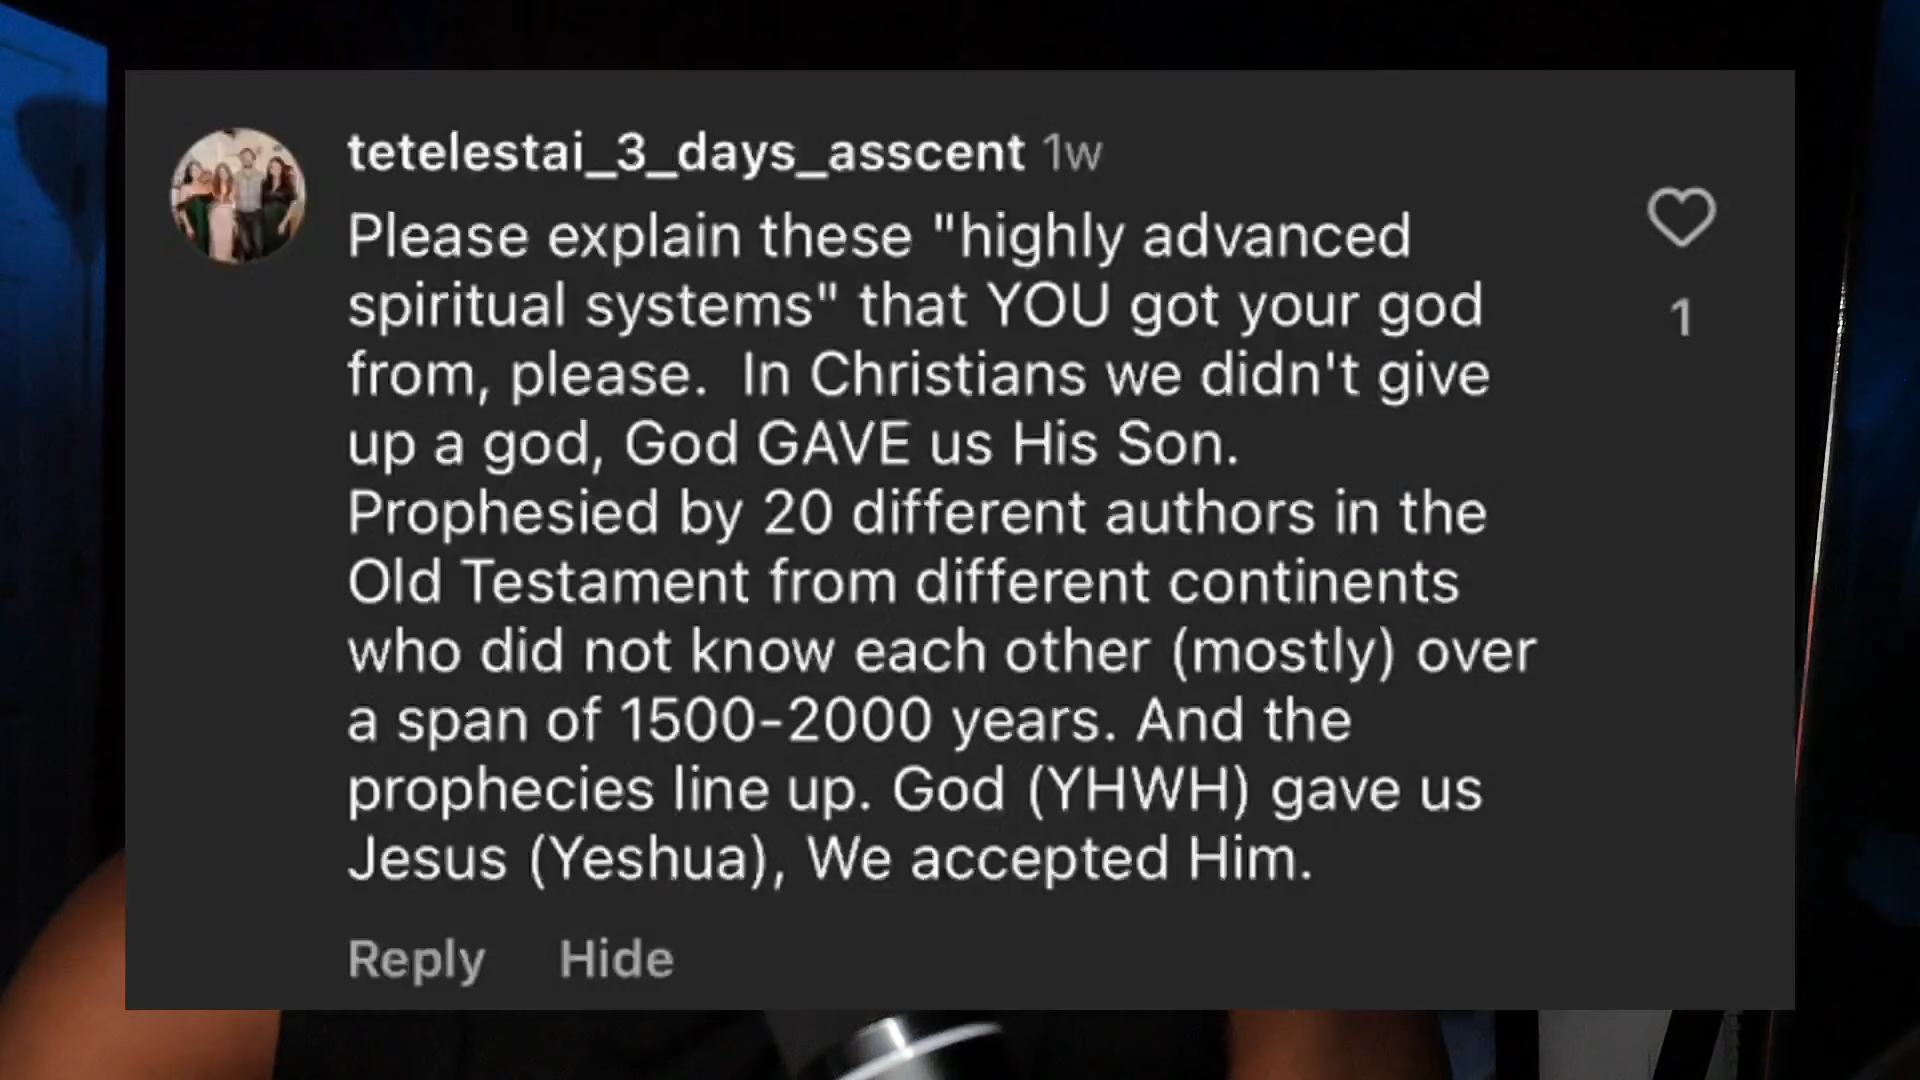 tetelestai_3_days_asscent 1w
Please explain these "highly advanced
spiritual systems" that YOU got your god
from, please.  In Christians we didn't give
up a god, God GAVE us His Son.
Prophesied by 20 different authors in the
Old Testament from different continents
who did not know each other (mostly) over
a span of 1500-2000 years. And the
prophecies line up. God (YHWH) gave us
Jesus (Yeshua), We accepted Him.
1
Reply Hide